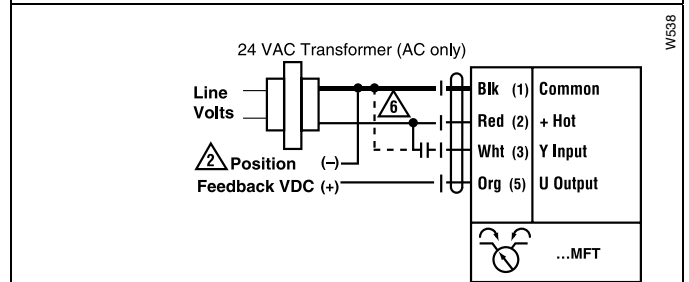 W538
24 VAC Transformer (AC only)
Line
Volts
6
Blk (1) Common
Red (2) + Hot
Wht (3) Y Input
Org (5) U Output
2 Position (–)
Feedback VDC (+)
...MFT